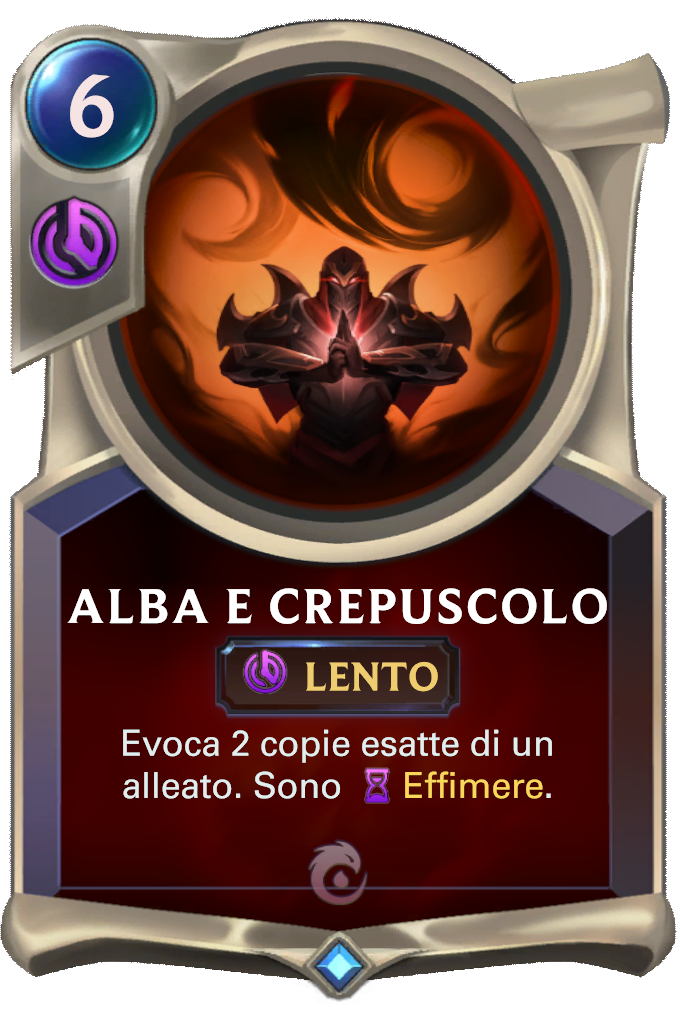 6
ALBA E CREPUSCOLO
LENTO
Evoca 2 copie esatte di un
alleato. Sono Effimere.